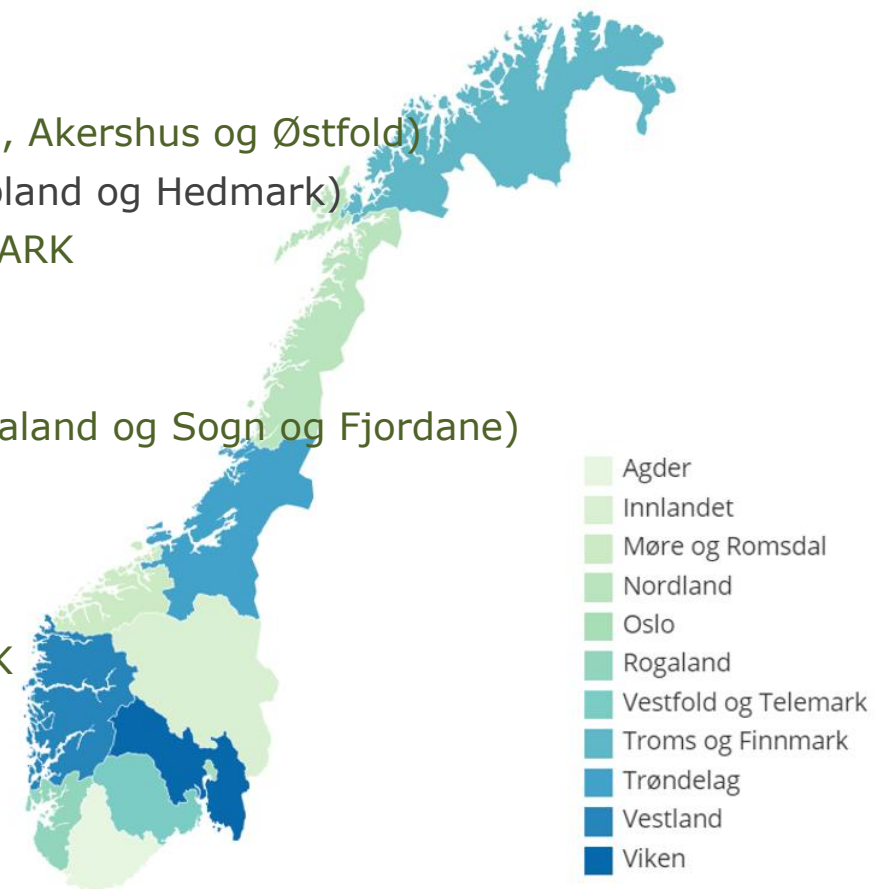 , Akershus og Østfold)
land og Hedmark)
ARK
aland og Sogn og Fjordane)
K
Agder
Innlandet
Møre og Romsdal
Nordland
Oslo
Rogaland
Vestfold og Telemark
Troms og Finnmark
Trøndelag
Vestland
Viken